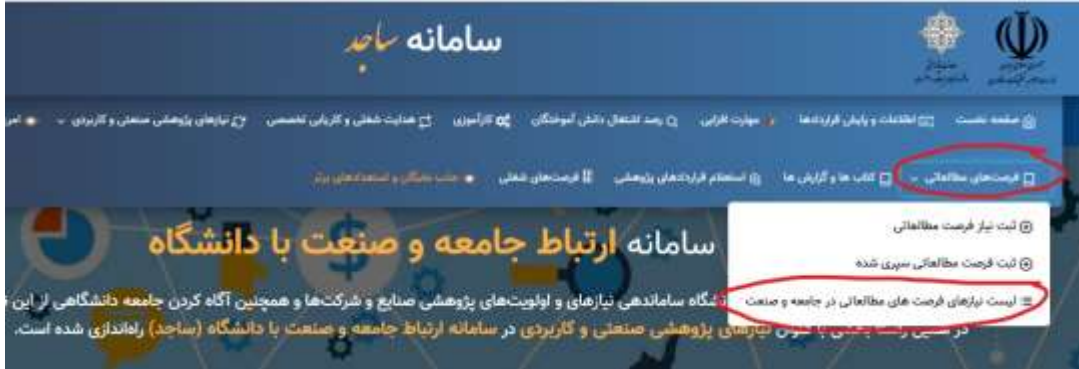 سامانه ساجد
صفحه نخست
اطلاعات و پایش قراردادها
مهارت افزایی
رصد اشتغال دانش آموختگان
کارآموزی
هدایت شغلی و کاریابی تخصصی
نیازهای پژوهشی صنعتی و کاربردی
فرصت‌های مطالعاتی
کتاب ها و گزارش ها
استعلام قراردادهای پژوهشی
فرصت‌های شغلی
جذب نخبگان و استعدادهای برتر
ثبت نیاز فرصت مطالعاتی
ثبت فرصت مطالعاتی سپری شده
لیست نیازهای فرصت های مطالعاتی در جامعه و صنعت
سامانه ارتباط جامعه و صنعت با دانشگاه
ساماندهی نیازهای و اولویت‌های پژوهشی صنایع و شرکت‌ها و همچنین آگاه کردن جامعه دانشگاهی از این
نیازهای پژوهشی صنعتی و کاربردی در سامانه ارتباط جامعه و صنعت با دانشگاه (ساجد) راه‌اندازی شده است.